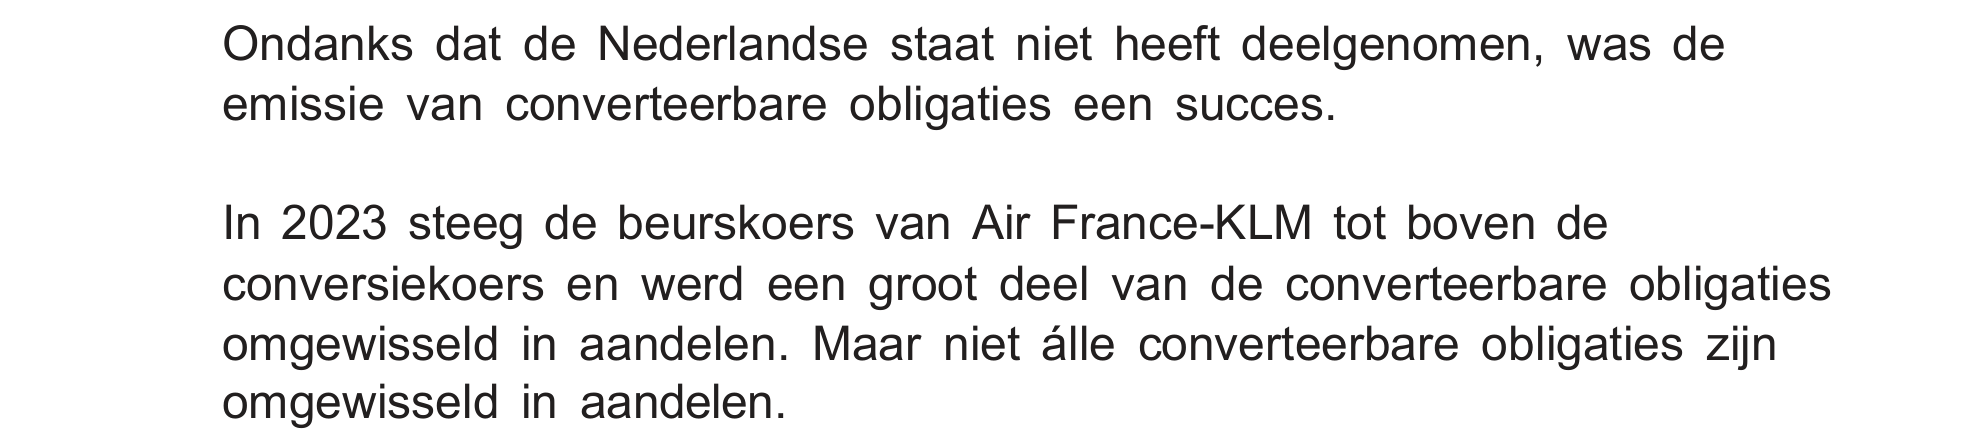 Ondanks dat de Nederlandse staat niet heeft deelgenomen, was de
emissie van converteerbare obligaties een succes.
In 2023 steeg de beurskoers van Air France-KLM tot boven de
conversiekoers en werd een groot deel van de converteerbare obligaties
omgewisseld in aandelen. Maar niet álle converteerbare obligaties zijn
omgewisseld in aandelen.